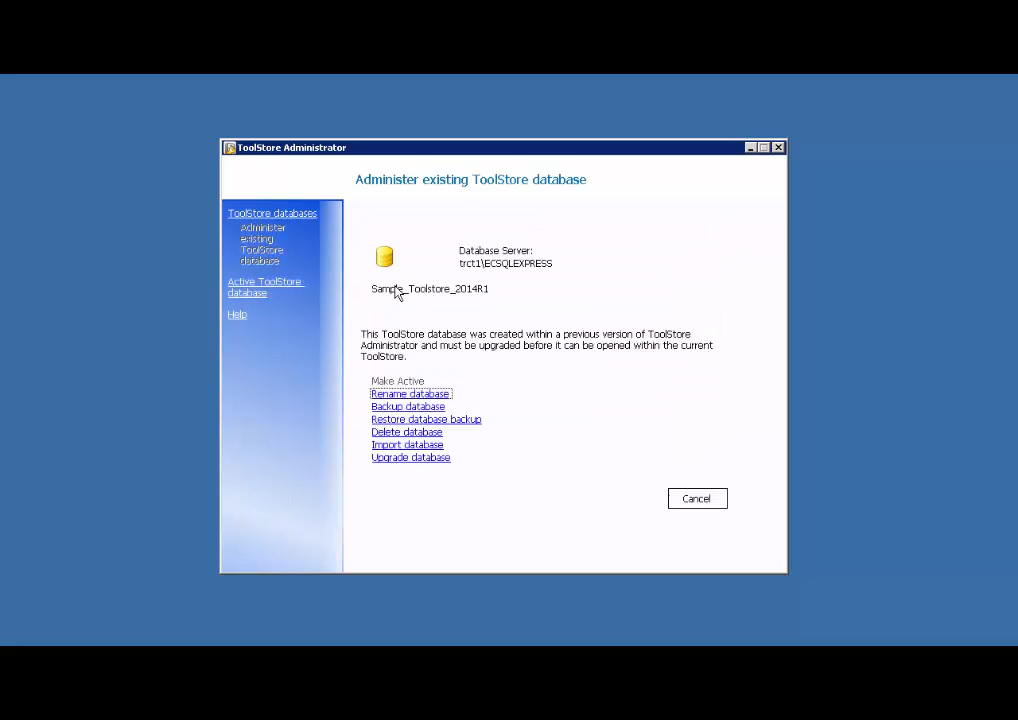 ToolStore Administrator
Administer existing ToolStore database
ToolStore databases
Administer
existing
ToolStore
database
Active ToolStore
database
Help
Database Server:
trct1\ECSQLEXPRESS
Sample_Toolstore_2014R1
This ToolStore database was created within a previous version of ToolStore
Administrator and must be upgraded before it can be opened within the current
ToolStore.
Make Active
Rename database
Backup database
Restore database backup
Delete database
Import database
Upgrade database
Cancel